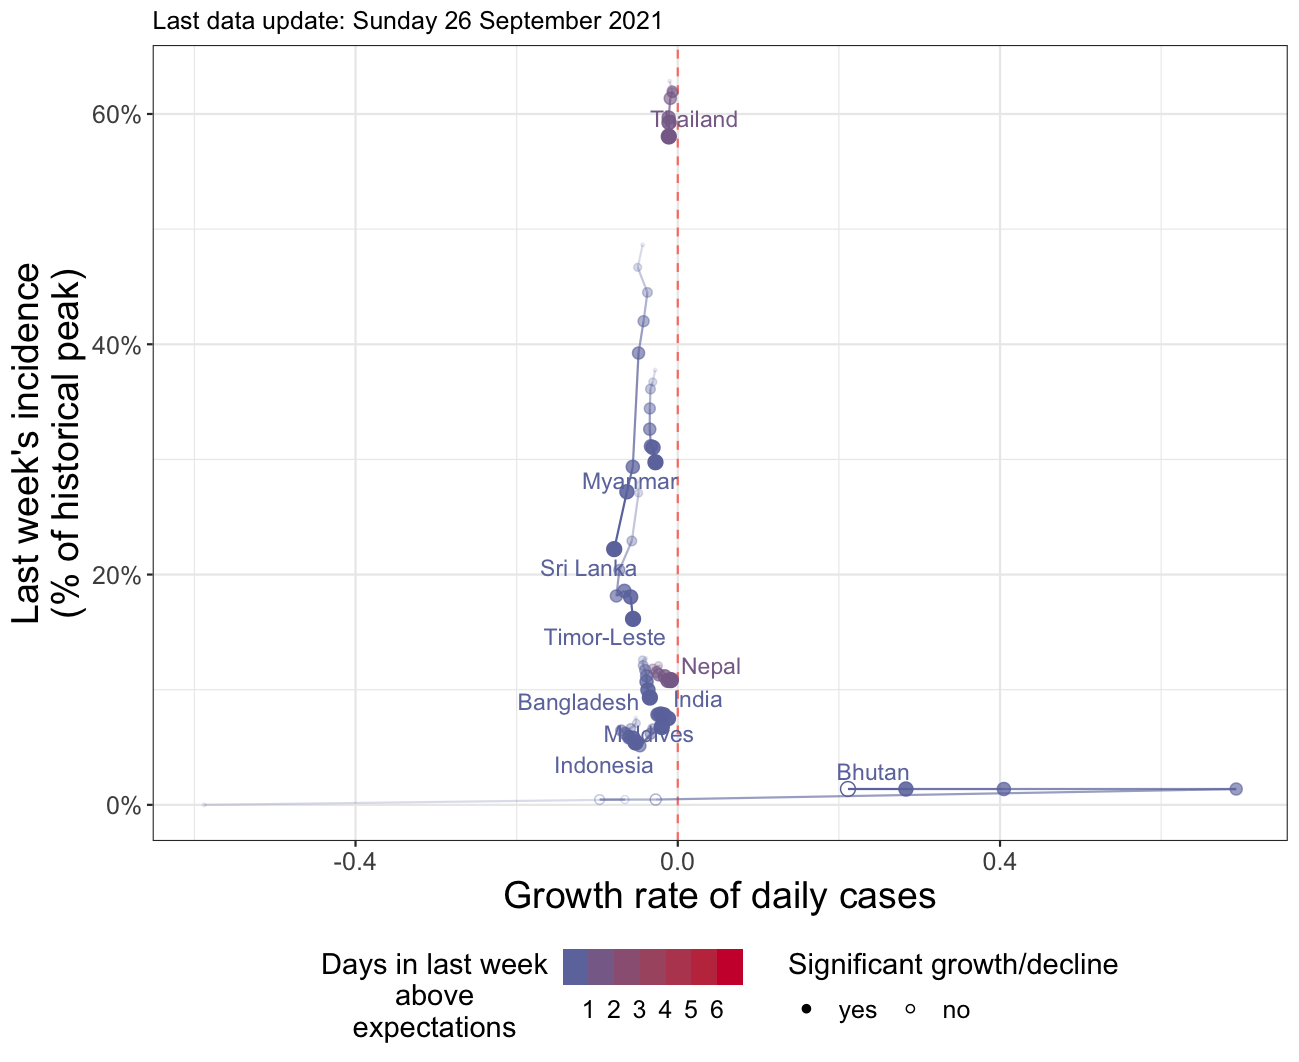 Last data update: Sunday 26 September 2021
Last week's incidence
(% of historical peak)
60%
40%
20%
0%
Thailand
Myanmar
Sri Lanka
Timor-Leste
Nepal
Bangladesh
India
Maldives
Indonesia
Bhutan
-0.4
0.0
0.4
Growth rate of daily cases
Days in last week
above
expectations
1 2 3 4 5 6
Significant growth/decline
yes
no